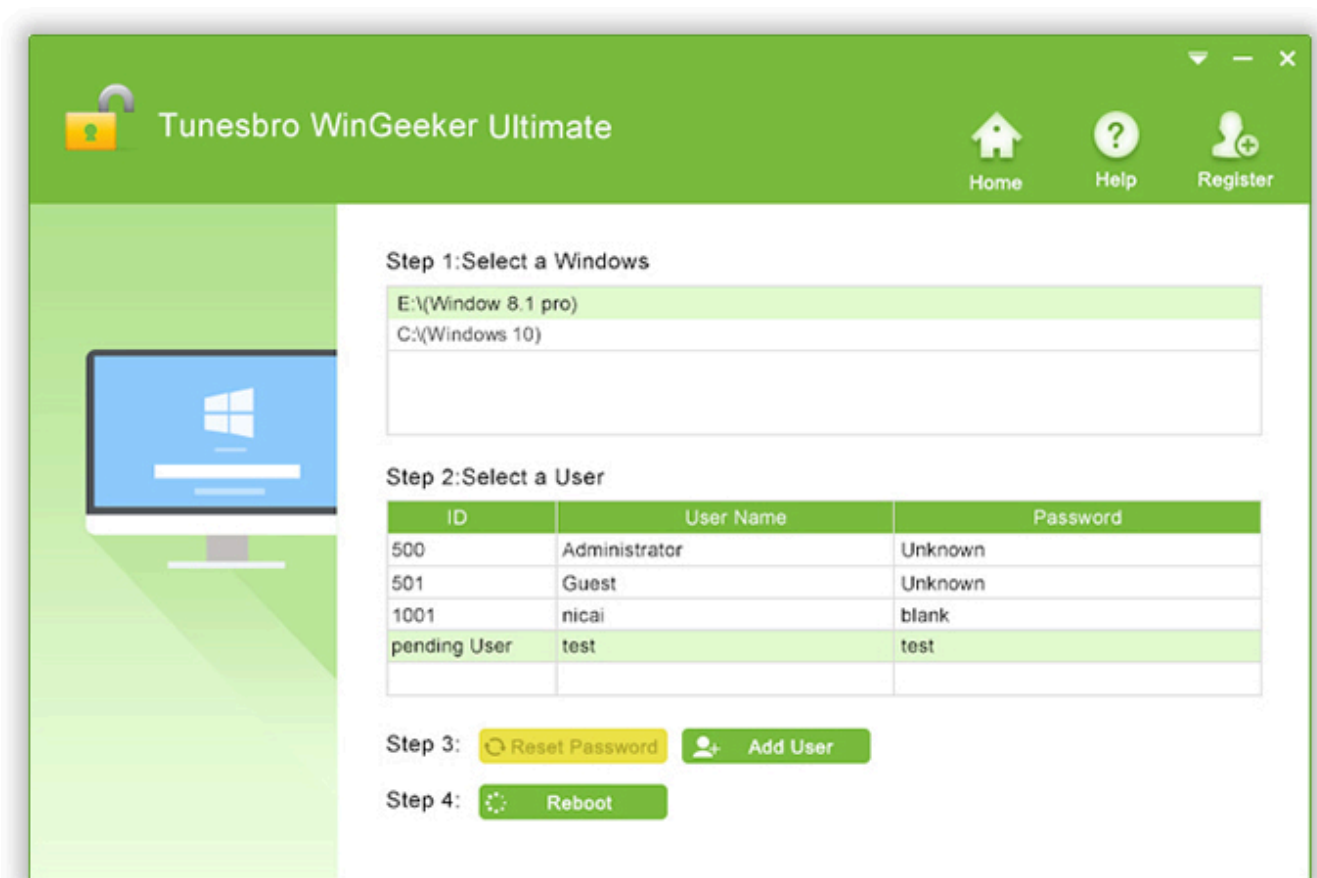 Tunesbro WinGeeker Ultimate
Home Help Register
Step 1:Select a Windows
E:\(Window 8.1 pro)
C:\(Windows 10)
Step 2:Select a User
ID User Name Password
500 Administrator Unknown
501 Guest Unknown
1001 nicai blank
pending User test test
Step 3: Reset Password Add User
Step 4: Reboot